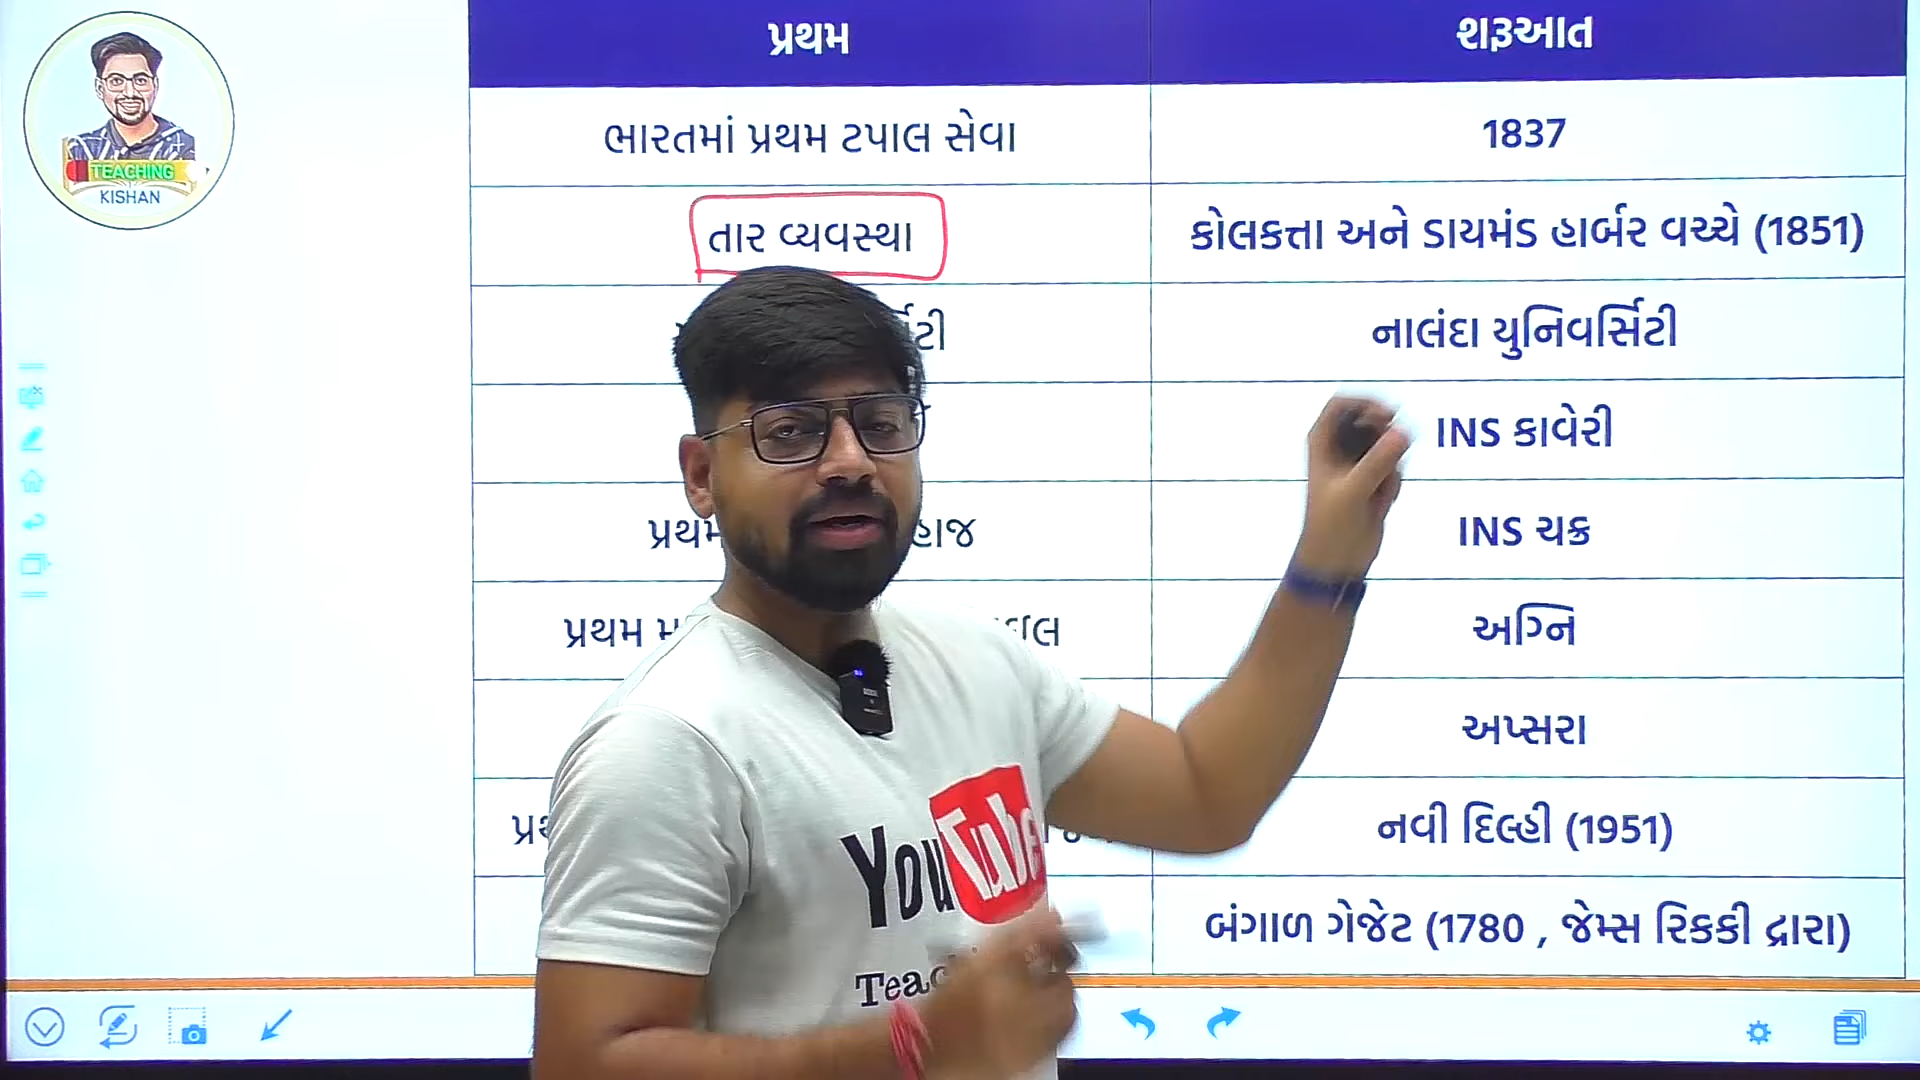 પ્રથમ શરૂઆત
ભારતમાં પ્રથમ ટપાલ સેવા 1837
તાર વ્યવસ્થા કોલકત્તા અને ડાયમંડ હાર્બર વચ્ચે (1851)
નાલંદા યુનિવર્સિટી
INS કાવેરી
INS ચક્ર
પ્રથમ અગ્નિ
અપ્સરા
નવી દિલ્હી (1951)
બંગાળ ગેજેટ (1780 , જેમ્સ રિકકી દ્રારા)
TEACHING
KISHAN
YouTube